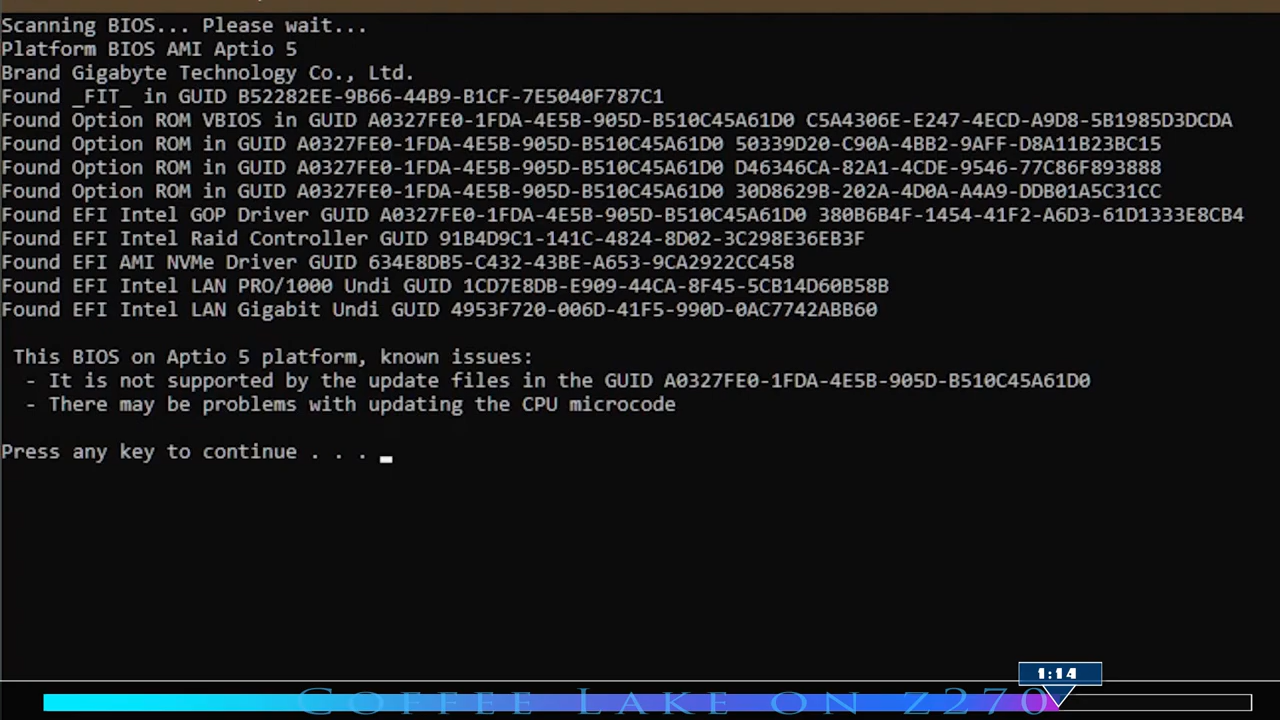 Scanning BIOS... Please wait...
Platform BIOS AMI Aptio 5
Brand Gigabyte Technology Co., Ltd.
Found _FIT_ in GUID B52282EE-9B66-44B9-B1CF-7E5040F787C1
Found Option ROM VBIOS in GUID A0327FE0-1FDA-4E5B-905D-B510C45A61D0 C5A4306E-E247-4ECD-A9D8-5B1985D3DCDA
Found Option ROM in GUID A0327FE0-1FDA-4E5B-905D-B510C45A61D0 50339D20-C90A-4BB2-9AFF-D8A11B23BC15
Found Option ROM in GUID A0327FE0-1FDA-4E5B-905D-B510C45A61D0 D46346CA-82A1-4CDE-9546-77C86F893888
Found Option ROM in GUID A0327FE0-1FDA-4E5B-905D-B510C45A61D0 30D8629B-202A-4D0A-A4A9-DDB01A5C31CC
Found EFI Intel GOP Driver GUID A0327FE0-1FDA-4E5B-905D-B510C45A61D0 380B6B4F-1454-41F2-A6D3-61D1333E8CB4
Found EFI Intel Raid Controller GUID 91B4D9C1-141C-4824-8D02-3C298E36EB3F
Found EFI AMI NVMe Driver GUID 634E8DB5-C432-43BE-A653-9CA2922CC458
Found EFI Intel LAN PRO/1000 Undi GUID 1CD7E8DB-E909-44CA-8F45-5CB14D60B58B
Found EFI Intel LAN Gigabit Undi GUID 4953F720-006D-41F5-990D-0AC7742ABB60
This BIOS on Aptio 5 platform, known issues:
- It is not supported by the update files in the GUID A0327FE0-1FDA-4E5B-905D-B510C45A61D0
- There may be problems with updating the CPU microcode
Press any key to continue . . .
1:14
Coffee Lake on z270